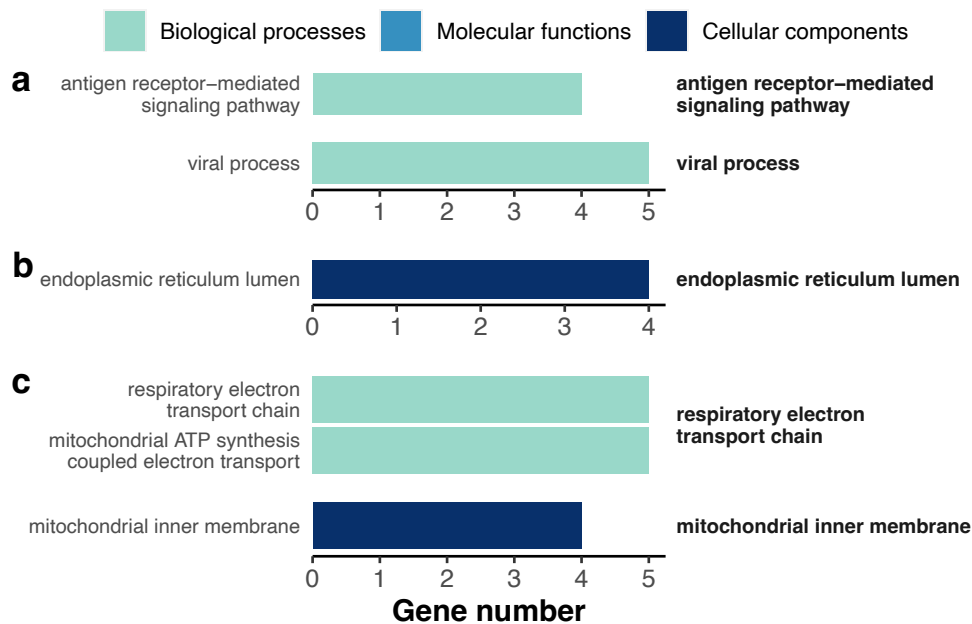 Biological processes Molecular functions Cellular components
a
antigen receptor–mediated
signaling pathway
antigen receptor–mediated
signaling pathway
viral process
viral process
0 1 2 3 4 5
b
endoplasmic reticulum lumen
endoplasmic reticulum lumen
0 1 2 3 4
c
respiratory electron
transport chain
mitochondrial ATP synthesis
coupled electron transport
respiratory electron
transport chain
mitochondrial inner membrane
mitochondrial inner membrane
0 1 2 3 4 5
Gene number